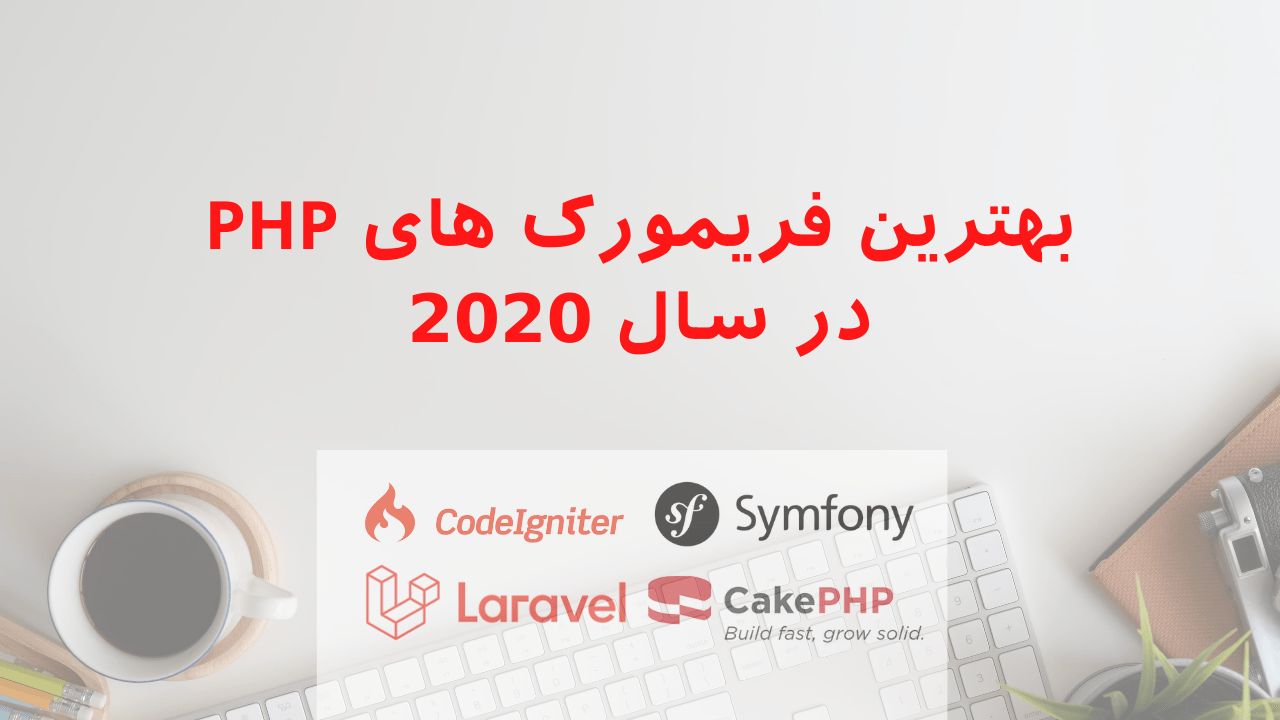 بهترین فریمورک های PHP
در سال 2020
CodeIgniter
Symfony
Laravel
CakePHP
Build fast, grow solid.